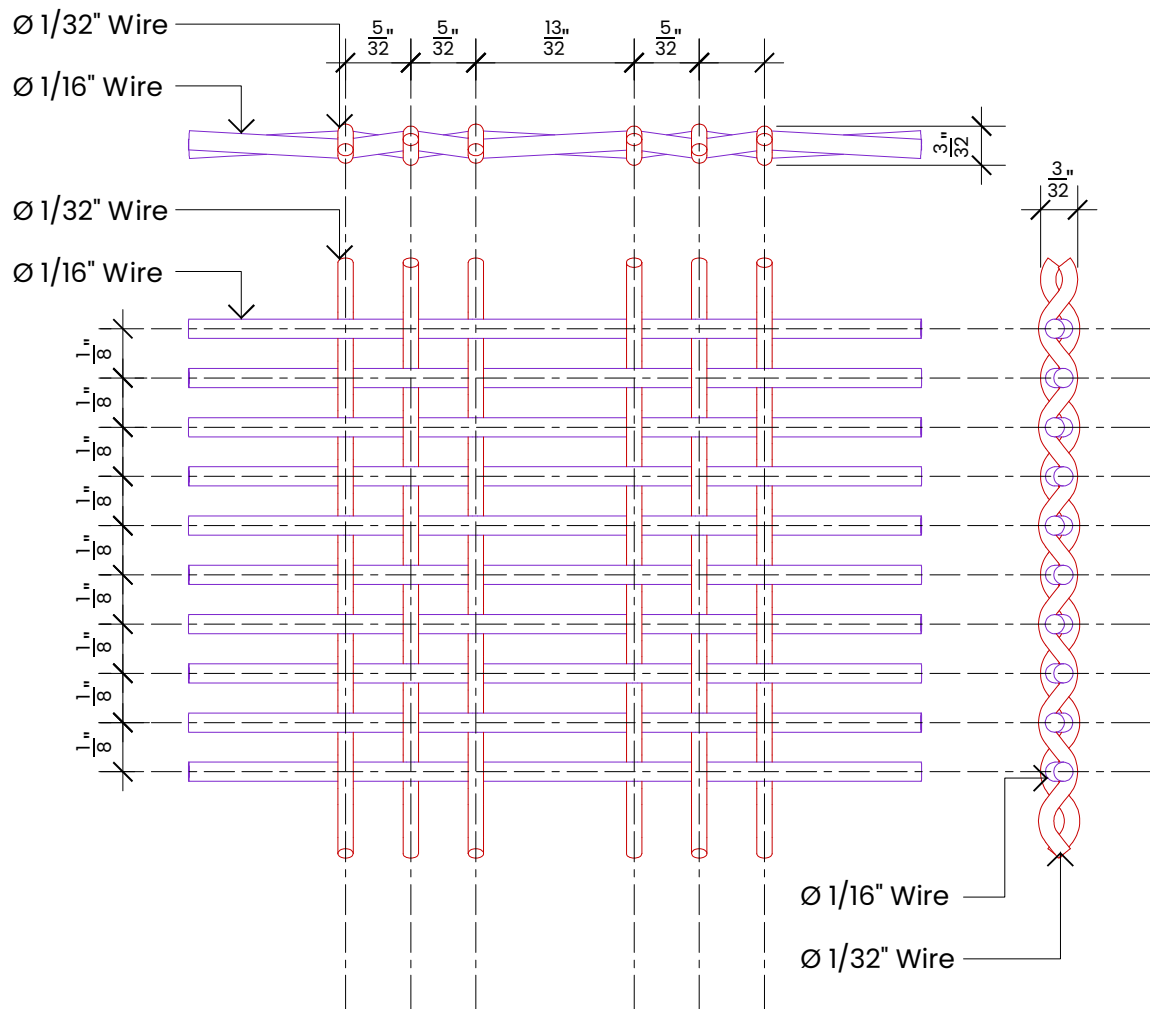 Ø 1/32" Wire
5/32" 5/32" 13/32" 5/32"
Ø 1/16" Wire
3/32"
3/32"
Ø 1/32" Wire
Ø 1/16" Wire
1/8"
1/8"
1/8"
1/8"
1/8"
1/8"
1/8"
1/8"
1/8"
Ø 1/16" Wire
Ø 1/32" Wire